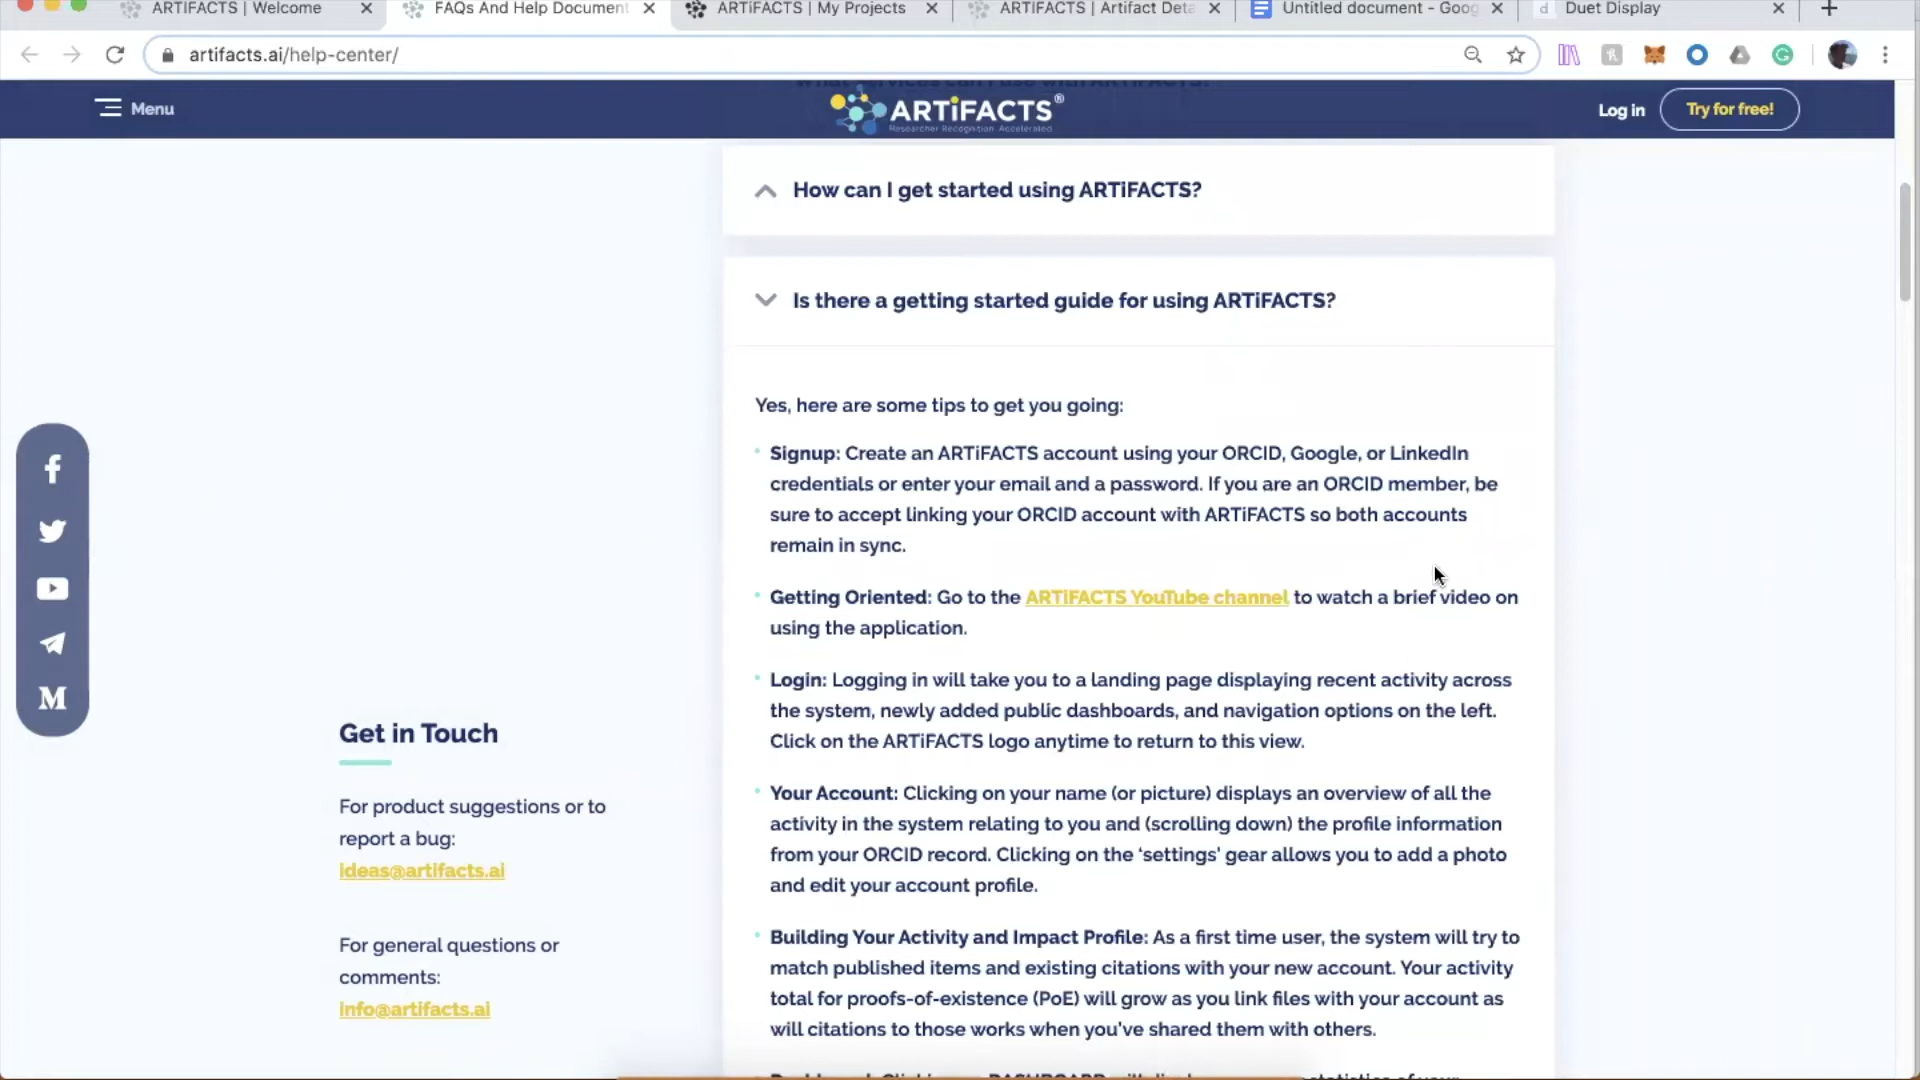 ARTiFACTS | Welcome
FAQs And Help Document
ARTiFACTS | My Projects
ARTiFACTS | Artifact Deta
Untitled document - Goog
Duet Display
artifacts.ai/help-center/
What services can I use with ARTiFACTS?
Menu
ARTiFACTS®
Researcher Recognition Accelerated
Log in
Try for free!
How can I get started using ARTiFACTS?
Is there a getting started guide for using ARTiFACTS?
Yes, here are some tips to get you going:
Signup: Create an ARTiFACTS account using your ORCID, Google, or LinkedIn
credentials or enter your email and a password. If you are an ORCID member, be
sure to accept linking your ORCID account with ARTiFACTS so both accounts
remain in sync.
Getting Oriented: Go to the ARTiFACTS YouTube channel to watch a brief video on
using the application.
Login: Logging in will take you to a landing page displaying recent activity across
the system, newly added public dashboards, and navigation options on the left.
Click on the ARTiFACTS logo anytime to return to this view.
Your Account: Clicking on your name (or picture) displays an overview of all the
activity in the system relating to you and (scrolling down) the profile information
from your ORCID record. Clicking on the ‘settings’ gear allows you to add a photo
and edit your account profile.
Building Your Activity and Impact Profile: As a first time user, the system will try to
match published items and existing citations with your new account. Your activity
total for proofs-of-existence (PoE) will grow as you link files with your account as
will citations to those works when you've shared them with others.
Get in Touch
For product suggestions or to
report a bug:
ideas@artifacts.ai
For general questions or
comments:
info@artifacts.ai